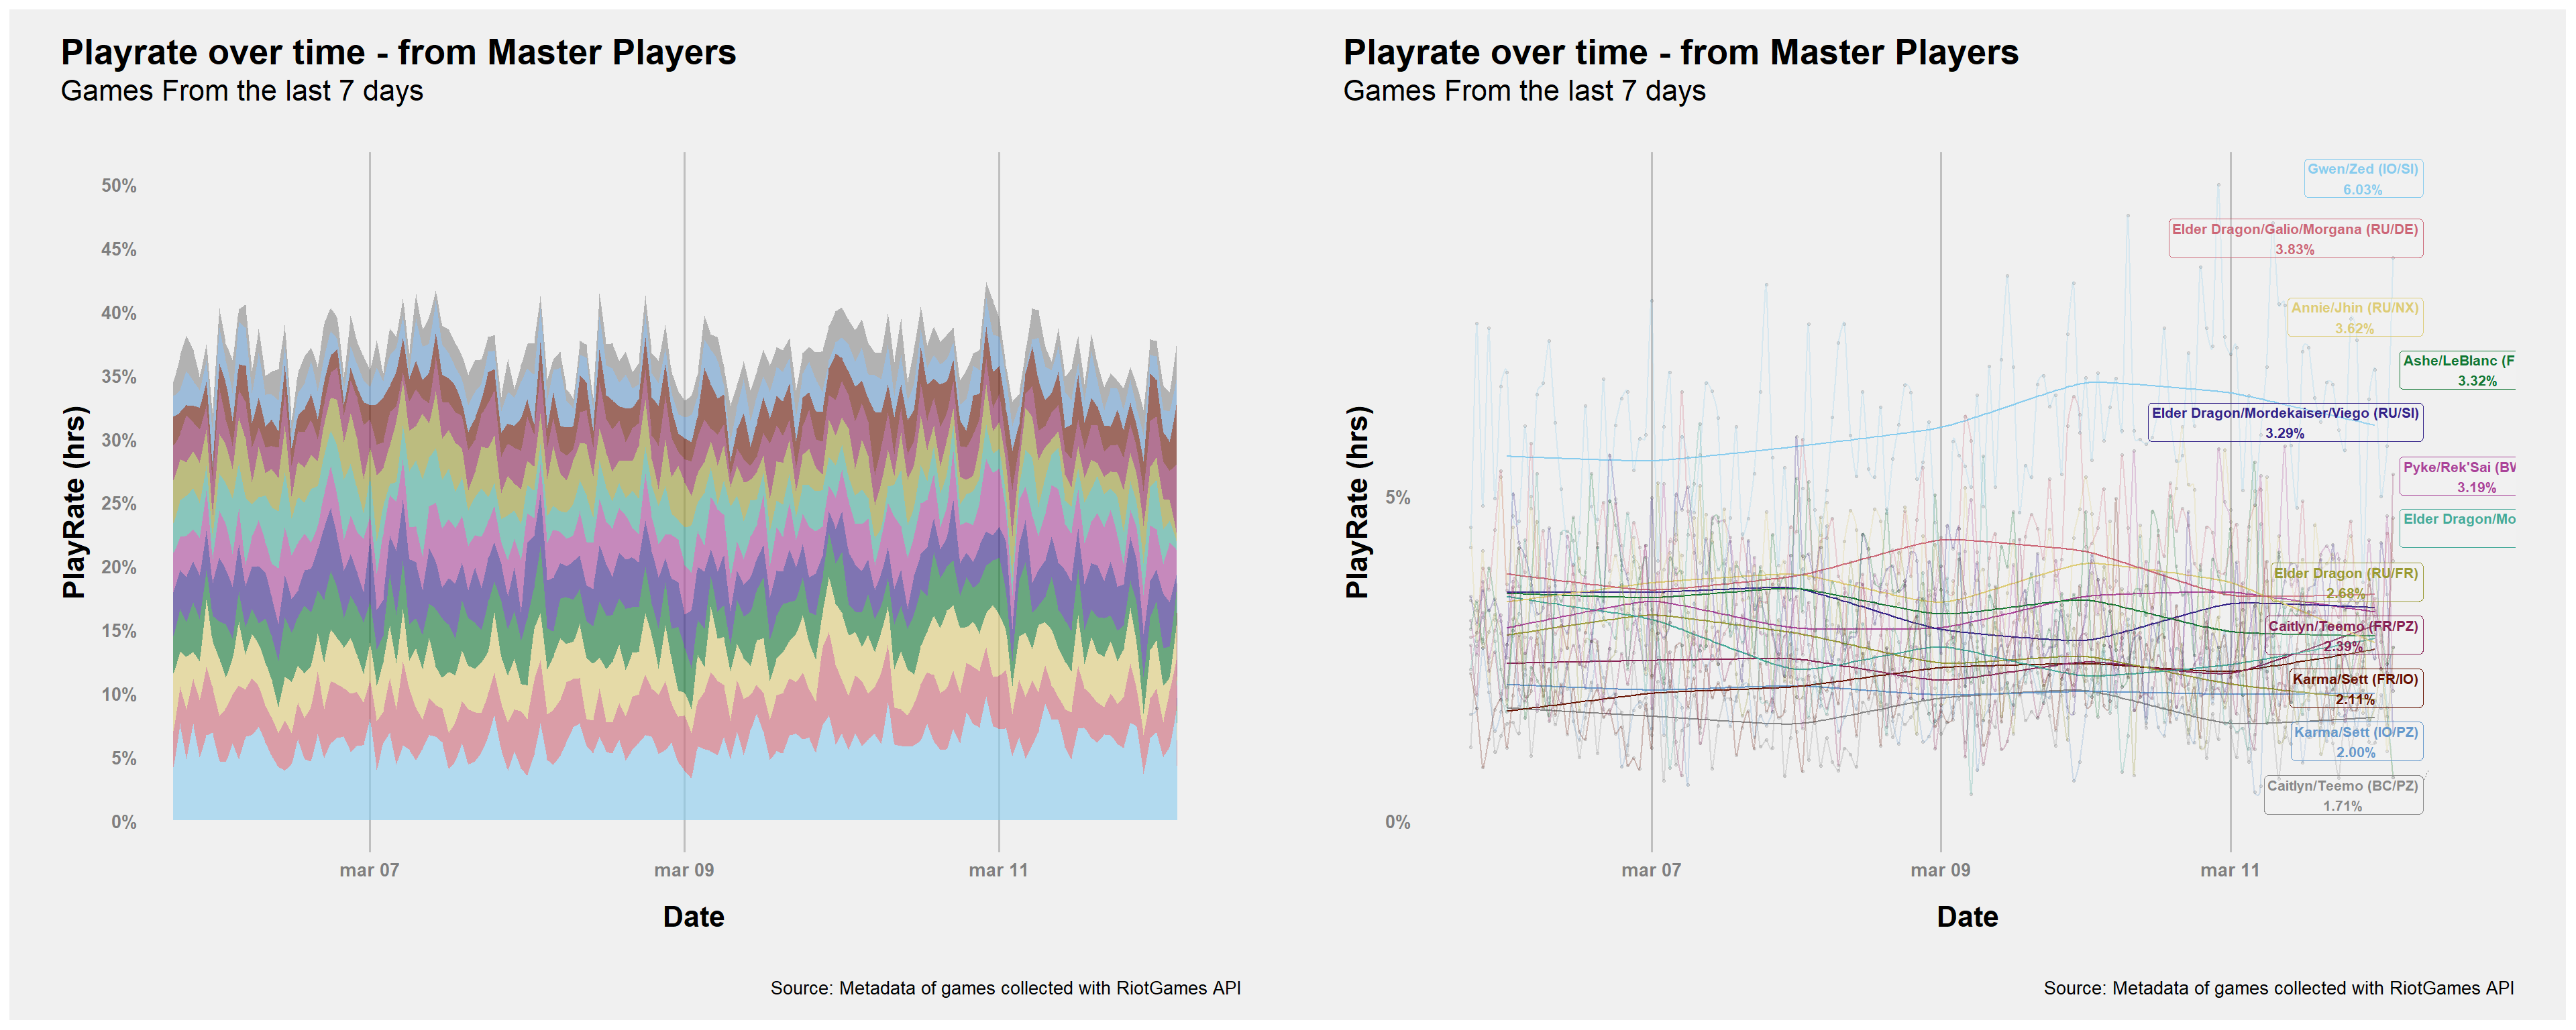 Playrate over time - from Master Players
Games From the last 7 days
50%
45%
40%
35%
30%
25%
20%
15%
10%
5%
0%
PlayRate (hrs)
mar 07
mar 09
mar 11
Date
Source: Metadata of games collected with RiotGames API
Playrate over time - from Master Players
Games From the last 7 days
5%
0%
PlayRate (hrs)
Gwen/Zed (IO/SI)
6.03%
Elder Dragon/Galio/Morgana (RU/DE)
3.83%
Annie/Jhin (RU/NX)
3.62%
Ashe/LeBlanc (F
3.32%
Elder Dragon/Mordekaiser/Viego (RU/SI)
3.29%
Pyke/Rek'Sai (BW
3.19%
Elder Dragon/Mo
Elder Dragon (RU/FR)
2.68%
Caitlyn/Teemo (FR/PZ)
2.39%
Karma/Sett (FR/IO)
2.11%
Karma/Sett (IO/PZ)
2.00%
Caitlyn/Teemo (BC/PZ)
1.71%
mar 07
mar 09
mar 11
Date
Source: Metadata of games collected with RiotGames API